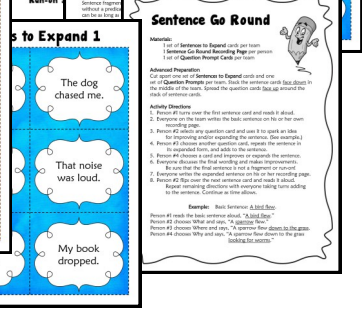 Sentence fragment
without a predica
can be as long as
s to Expand 1
The dog
chased me.
That noise
was loud.
My book
dropped.
Sentence Go Round
Materials:
1 set of Sentences to Expand cards per team
1 Sentence Go Round Recording Page per person
1 set of Question Prompt Cards per team
Advanced Preparation
Cut apart one set of Sentences to Expand cards and one
set of Question Prompts per team. Stack the sentence cards face down in
the middle of the team. Spread the question cards face up around the
stack of sentence cards.
Activity Directions
1. Person #1 turns over the first sentence card and reads it aloud.
2. Everyone on the team writes the basic sentence on his or her own
recording page.
3. Person #2 selects any question card and uses it to spark an idea
for improving and/or expanding the sentence. (See example.)
4. Person #3 chooses another question card, repeats the sentence in
its expanded form, and adds to the sentence.
5. Person #4 chooses a card and improves or expands the sentence.
6. Everyone discusses the final wording and makes improvements.
Be sure that the final sentence is not a fragment or run-on!
7. Everyone writes the expanded sentence on his or her recording page.
8. Person #2 flips over the next sentence card and reads it aloud.
Repeat remaining directions with everyone taking turns adding
to the sentence. Continue as time allows.
Example: Basic Sentence: A bird flew.
Person #1 reads the basic sentence aloud, "A bird flew."
Person #2 chooses What and says, "A sparrow flew."
Person #3 chooses Where and says, "A sparrow flew down to the grass.
Person #4 chooses Why and says, "A sparrow flew down to the grass
looking for worms."